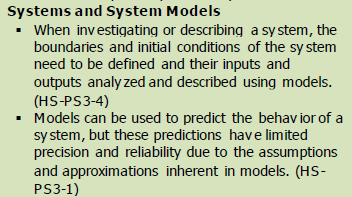 Systems and System Models
▪ When investigating or describing a system, the
boundaries and initial conditions of the system
need to be defined and their inputs and
outputs analyzed and described using models.
(HS-PS3-4)
▪ Models can be used to predict the behavior of a
system, but these predictions have limited
precision and reliability due to the assumptions
and approximations inherent in models. (HS-
PS3-1)